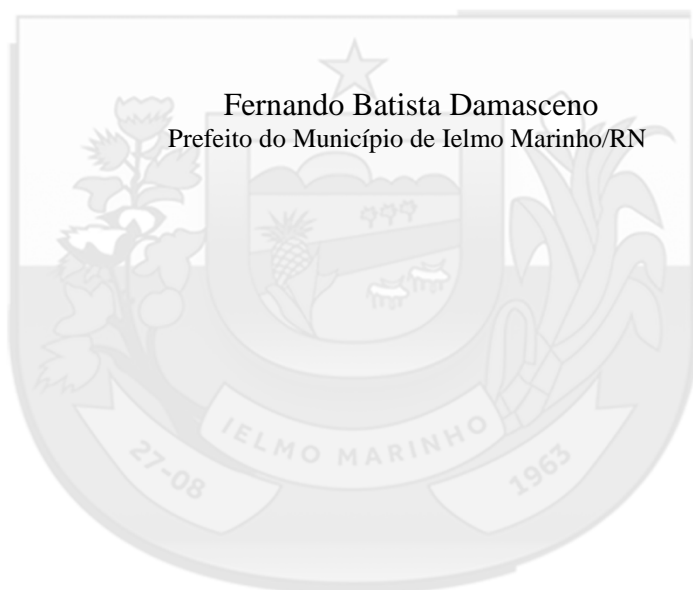 Fernando Batista Damasceno
Prefeito do Município de Ielmo Marinho/RN
27-08
IELMO MARINHO
1963